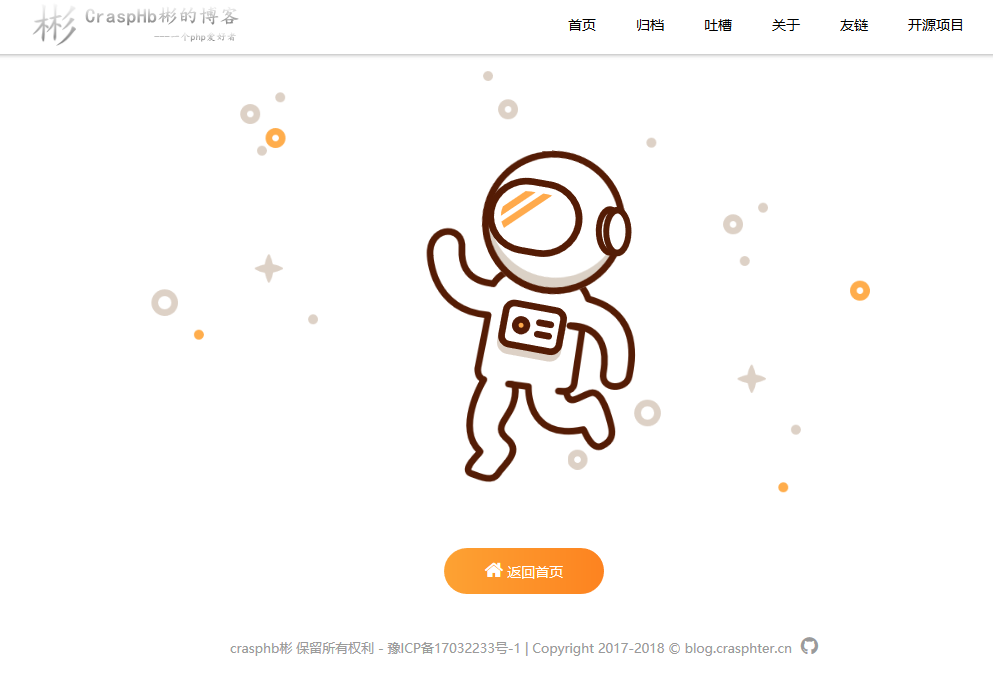 彬 CraspHb彬的博客
———一个php爱好者
首页 归档 吐槽 关于 友链 开源项目
返回首页
crasphb彬 保留所有权利 - 豫ICP备17032233号-1 | Copyright 2017-2018 © blog.crasphter.cn